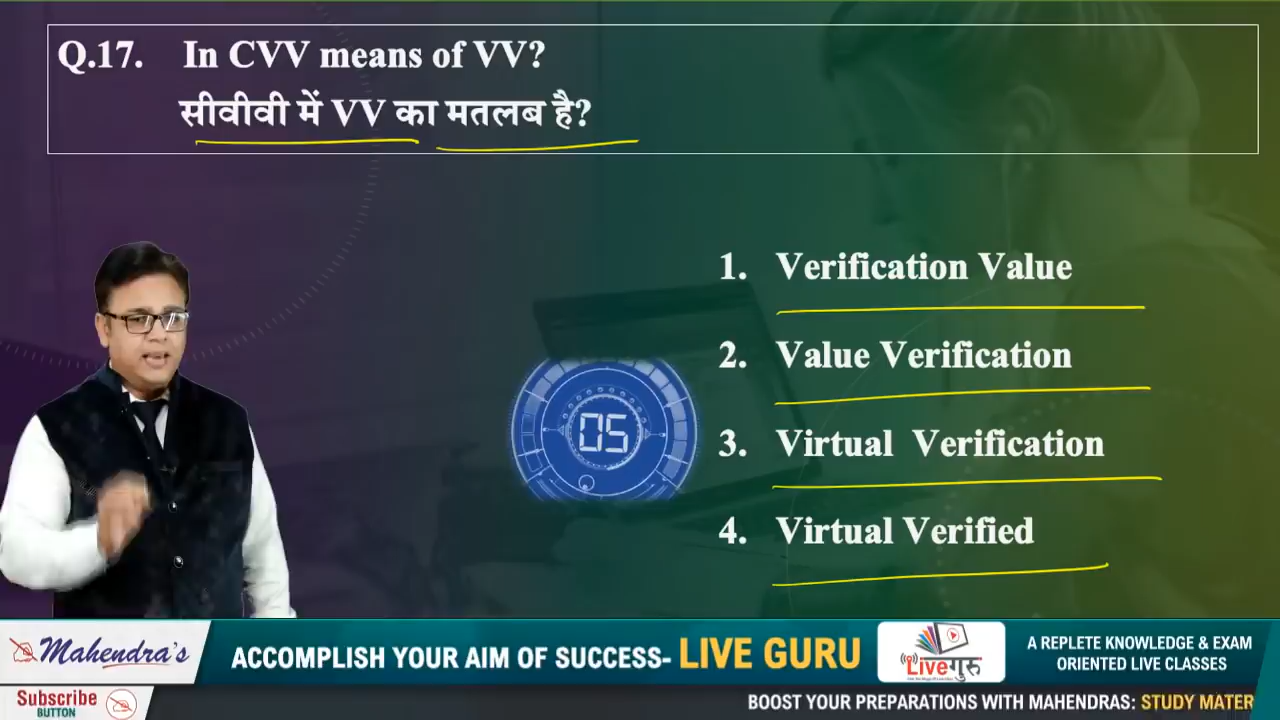 Q.17. In CVV means of VV?
सीवीवी में VV का मतलब है?
1. Verification Value
2. Value Verification
3. Virtual Verification
4. Virtual Verified
05
Mahendra's
ACCOMPLISH YOUR AIM OF SUCCESS- LIVE GURU
Liveगुरु
A REPLETE KNOWLEDGE & EXAM
ORIENTED LIVE CLASSES
Subscribe
BUTTON
BOOST YOUR PREPARATIONS WITH MAHENDRAS: STUDY MATER